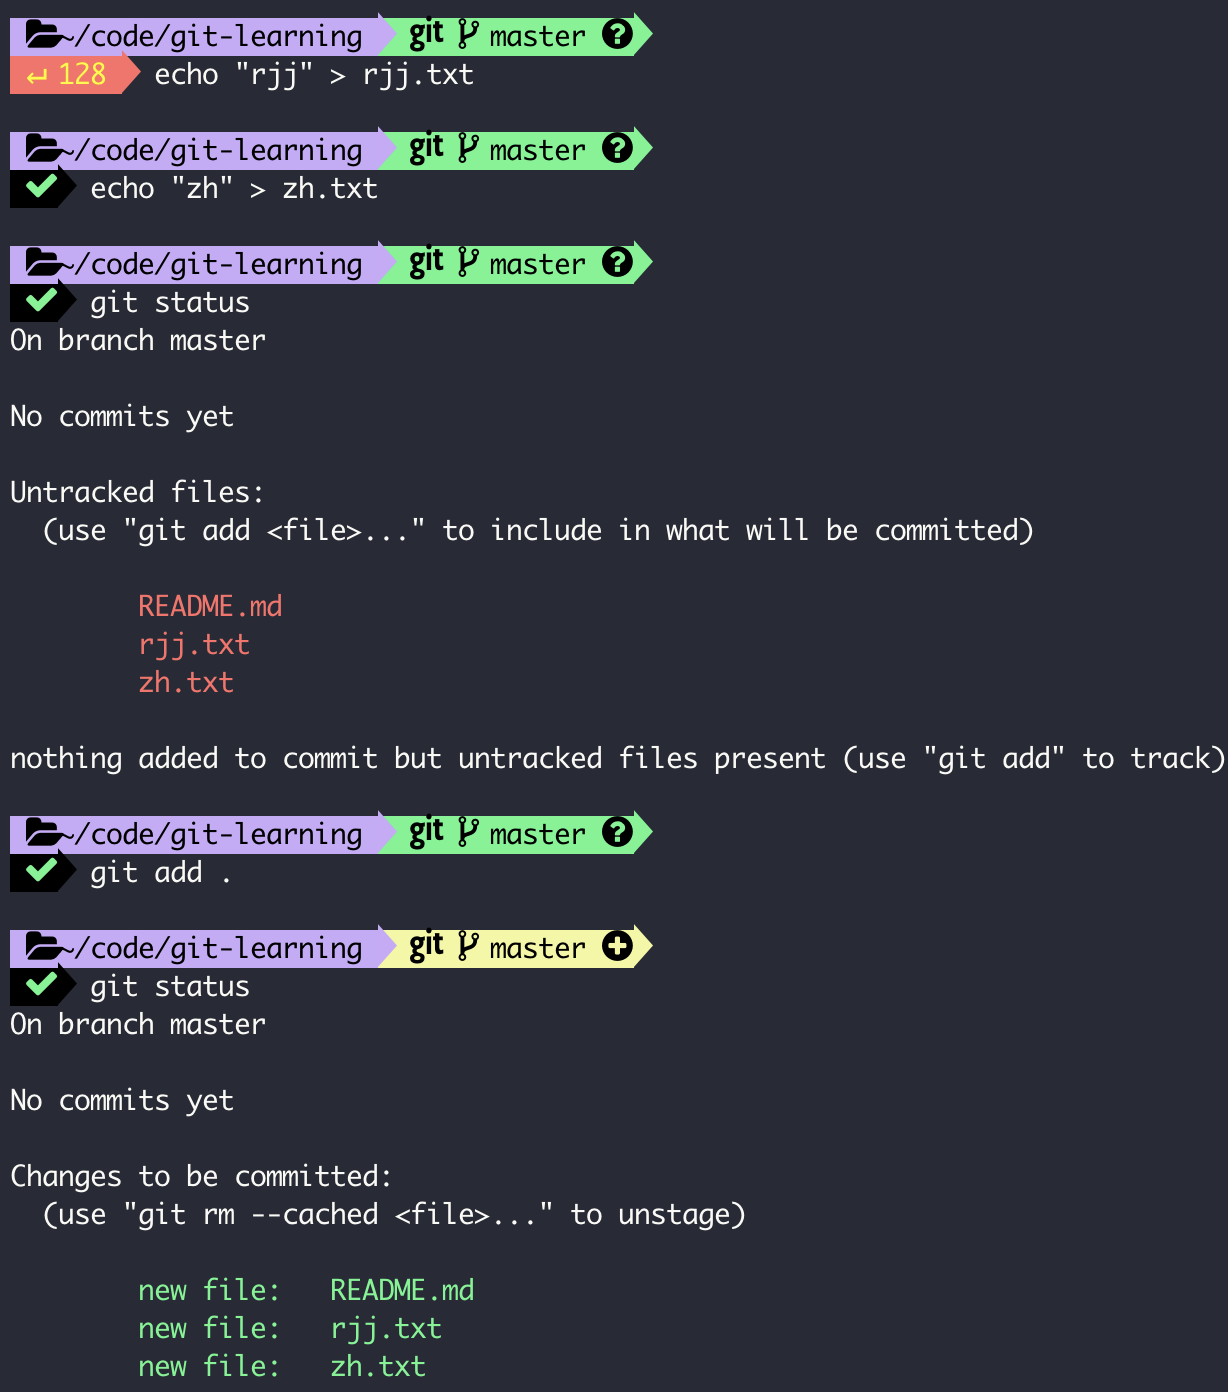 ~/code/git-learning git master ?
↵ 128 echo "rjj" > rjj.txt
~/code/git-learning git master ?
✔ echo "zh" > zh.txt
~/code/git-learning git master ?
✔ git status
On branch master
No commits yet
Untracked files:
(use "git add <file>..." to include in what will be committed)
README.md
rjj.txt
zh.txt
nothing added to commit but untracked files present (use "git add" to track)
~/code/git-learning git master ?
✔ git add .
~/code/git-learning git master +
✔ git status
On branch master
No commits yet
Changes to be committed:
(use "git rm --cached <file>..." to unstage)
new file:   README.md
new file:   rjj.txt
new file:   zh.txt